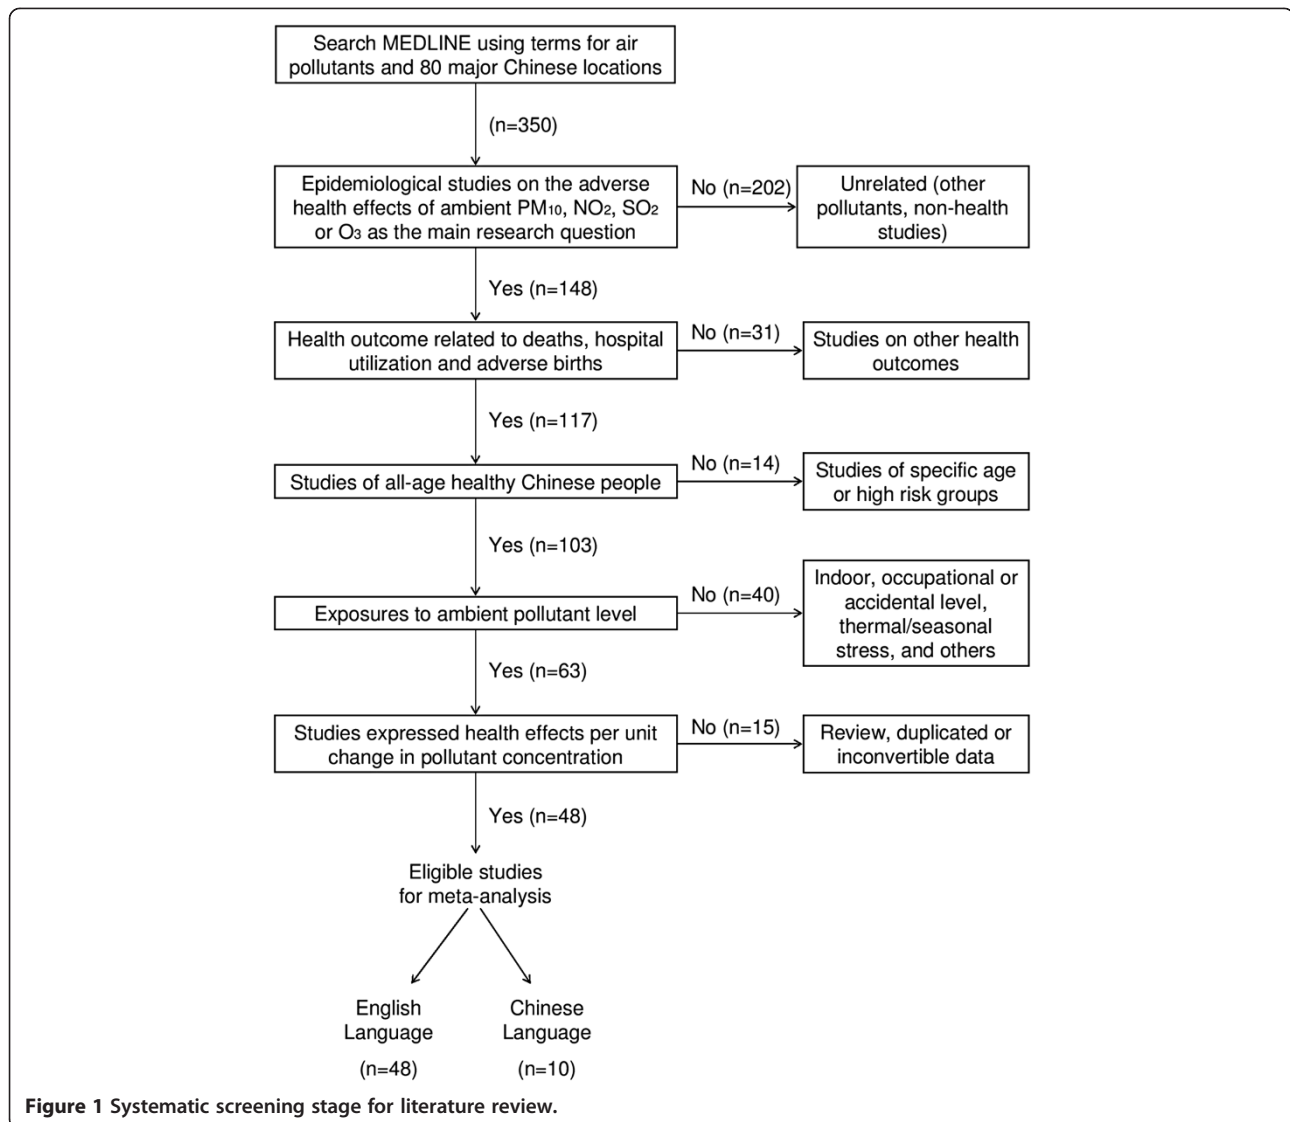 Search MEDLINE using terms for air
pollutants and 80 major Chinese locations
(n=350)
Epidemiological studies on the adverse
health effects of ambient PM₁₀, NO₂, SO₂
or O₃ as the main research question
No (n=202)
Unrelated (other
pollutants, non-health
studies)
Yes (n=148)
Health outcome related to deaths, hospital
utilization and adverse births
No (n=31)
Studies on other health
outcomes
Yes (n=117)
Studies of all-age healthy Chinese people
No (n=14)
Studies of specific age
or high risk groups
Yes (n=103)
Exposures to ambient pollutant level
No (n=40)
Indoor, occupational or
accidental level,
thermal/seasonal
stress, and others
Yes (n=63)
Studies expressed health effects per unit
change in pollutant concentration
No (n=15)
Review, duplicated or
inconvertible data
Yes (n=48)
Eligible studies
for meta-analysis
English
Language
(n=48)
Chinese
Language
(n=10)
Figure 1 Systematic screening stage for literature review.